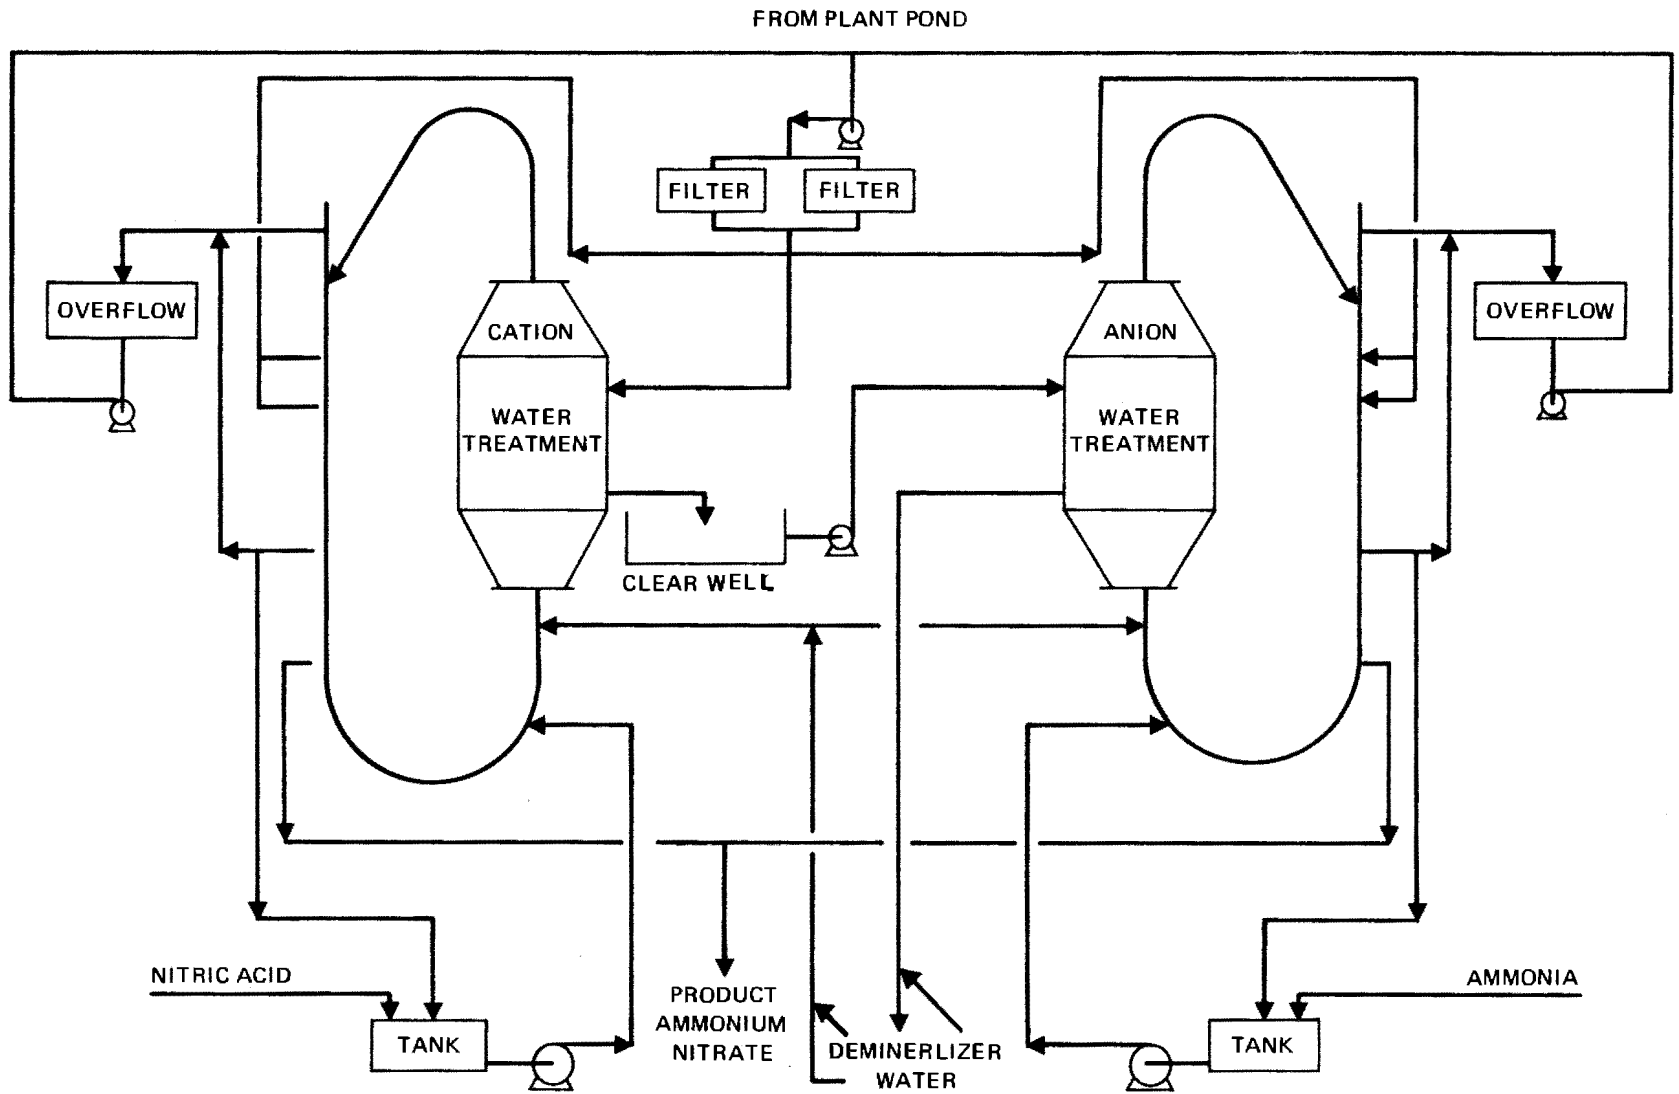 FROM PLANT POND
FILTER
FILTER
OVERFLOW
CATION
WATER
TREATMENT
CLEAR WELL
ANION
WATER
TREATMENT
OVERFLOW
NITRIC ACID
TANK
PRODUCT
AMMONIUM
NITRATE
DEMINERLIZER
WATER
AMMONIA
TANK